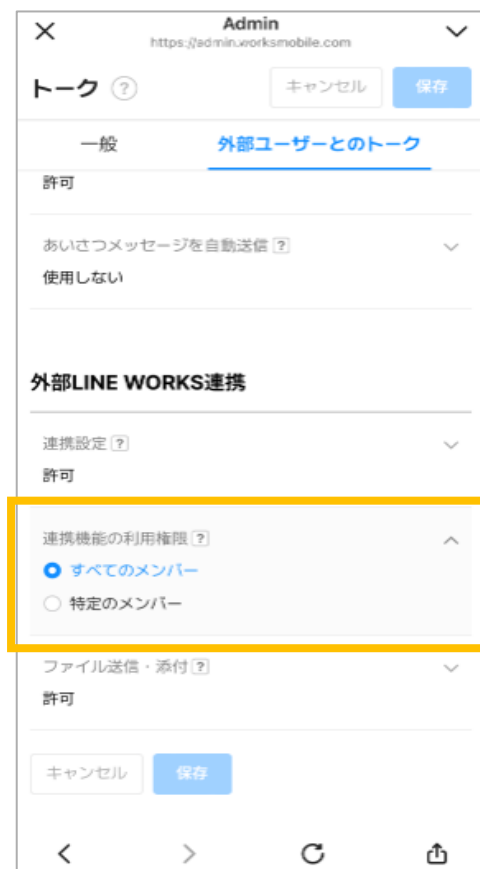 Admin
https://admin.worksmobile.com
トーク ?
キャンセル 保存
一般 外部ユーザーとのトーク
許可
あいさつメッセージを自動送信 ?
使用しない
外部LINE WORKS連携
連携設定 ?
許可
連携機能の利用権限 ?
すべてのメンバー
特定のメンバー
ファイル送信・添付 ?
許可
キャンセル 保存